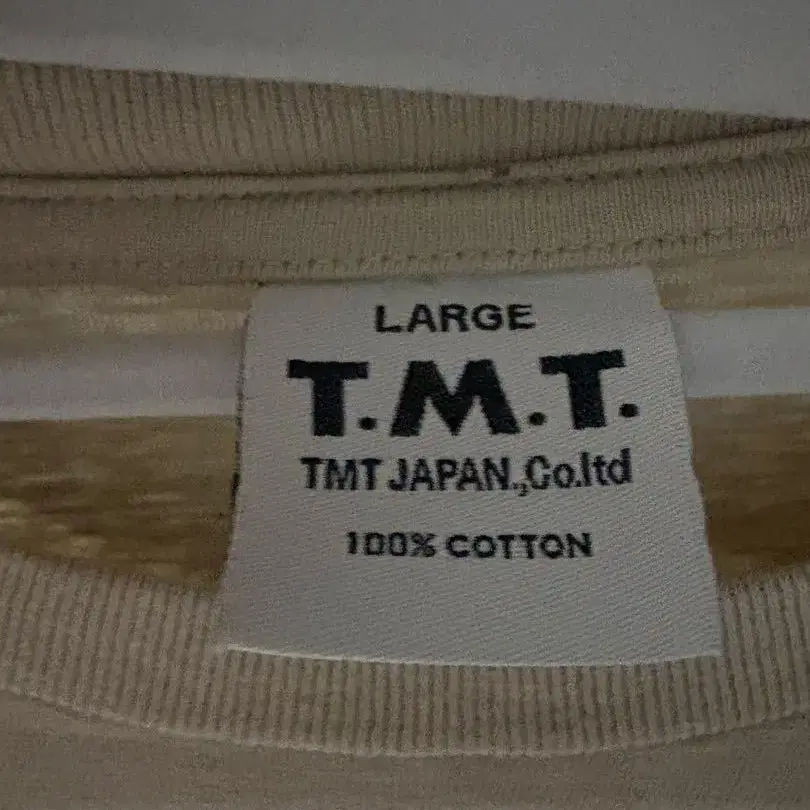 LARGE
T.M.T.
TMT JAPAN.,Co.ltd
100% COTTON